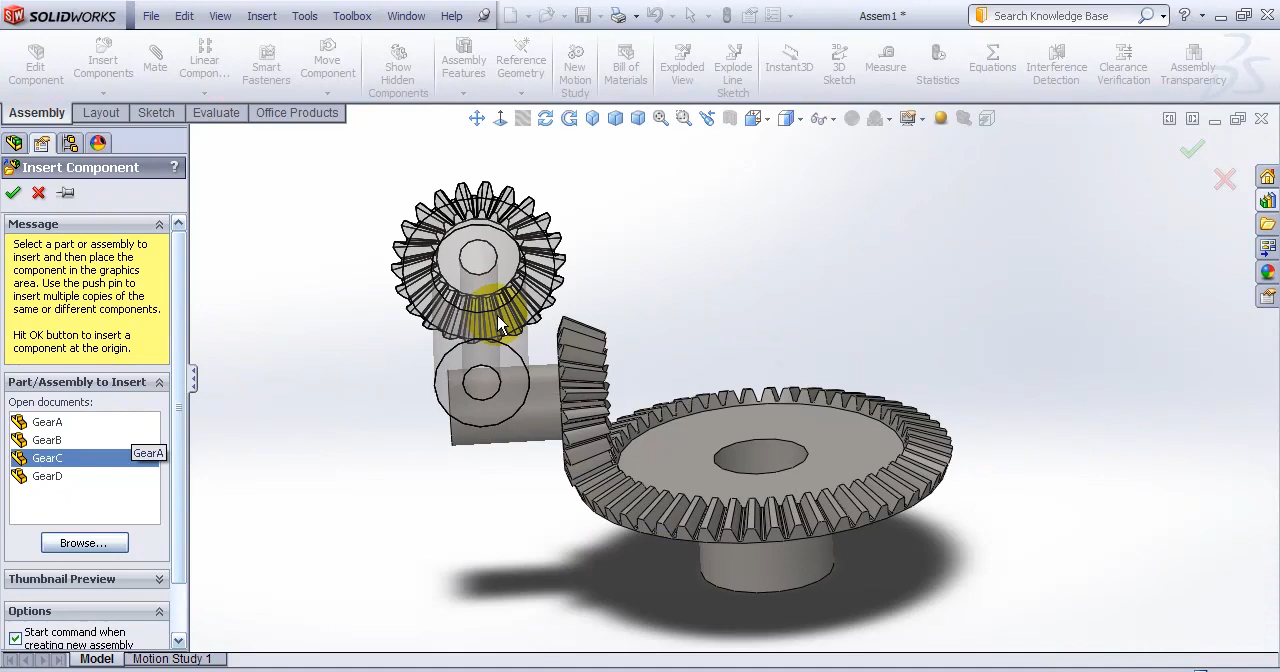 SOLIDWORKS
File Edit View Insert Tools Toolbox Window Help
Assem1 *
Search Knowledge Base
?
Edit Component
Insert Components
Mate
Linear Compon...
Smart Fasteners
Move Component
Show Hidden Components
Assembly Features
Reference Geometry
New Motion Study
Bill of Materials
Exploded View
Explode Line Sketch
Instant3D
3D Sketch
Measure
Statistics
Equations
Interference Detection
Clearance Verification
Assembly Transparency
Assembly Layout Sketch Evaluate Office Products
Insert Component ?
Message
Select a part or assembly to
insert and then place the
component in the graphics
area. Use the push pin to
insert multiple copies of the
same or different components.
Hit OK button to insert a
component at the origin.
Part/Assembly to Insert
Open documents:
GearA
GearB
GearC
GearA
GearD
Browse...
Thumbnail Preview
Options
Start command when
creating new assembly
Model Motion Study 1